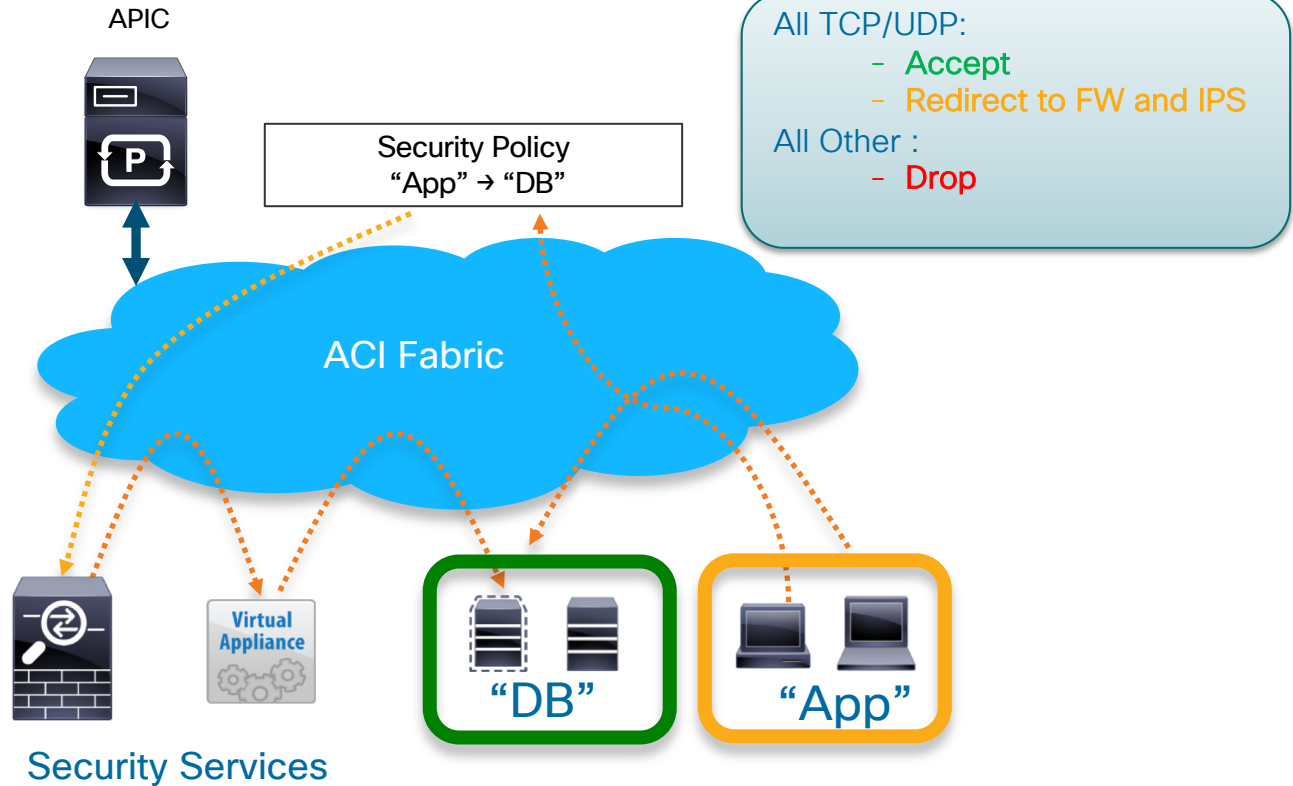 APIC
All TCP/UDP:
- Accept
- Redirect to FW and IPS
All Other :
- Drop
P
Security Policy
“App” → “DB”
ACI Fabric
Virtual
Appliance
“DB”
“App”
Security Services